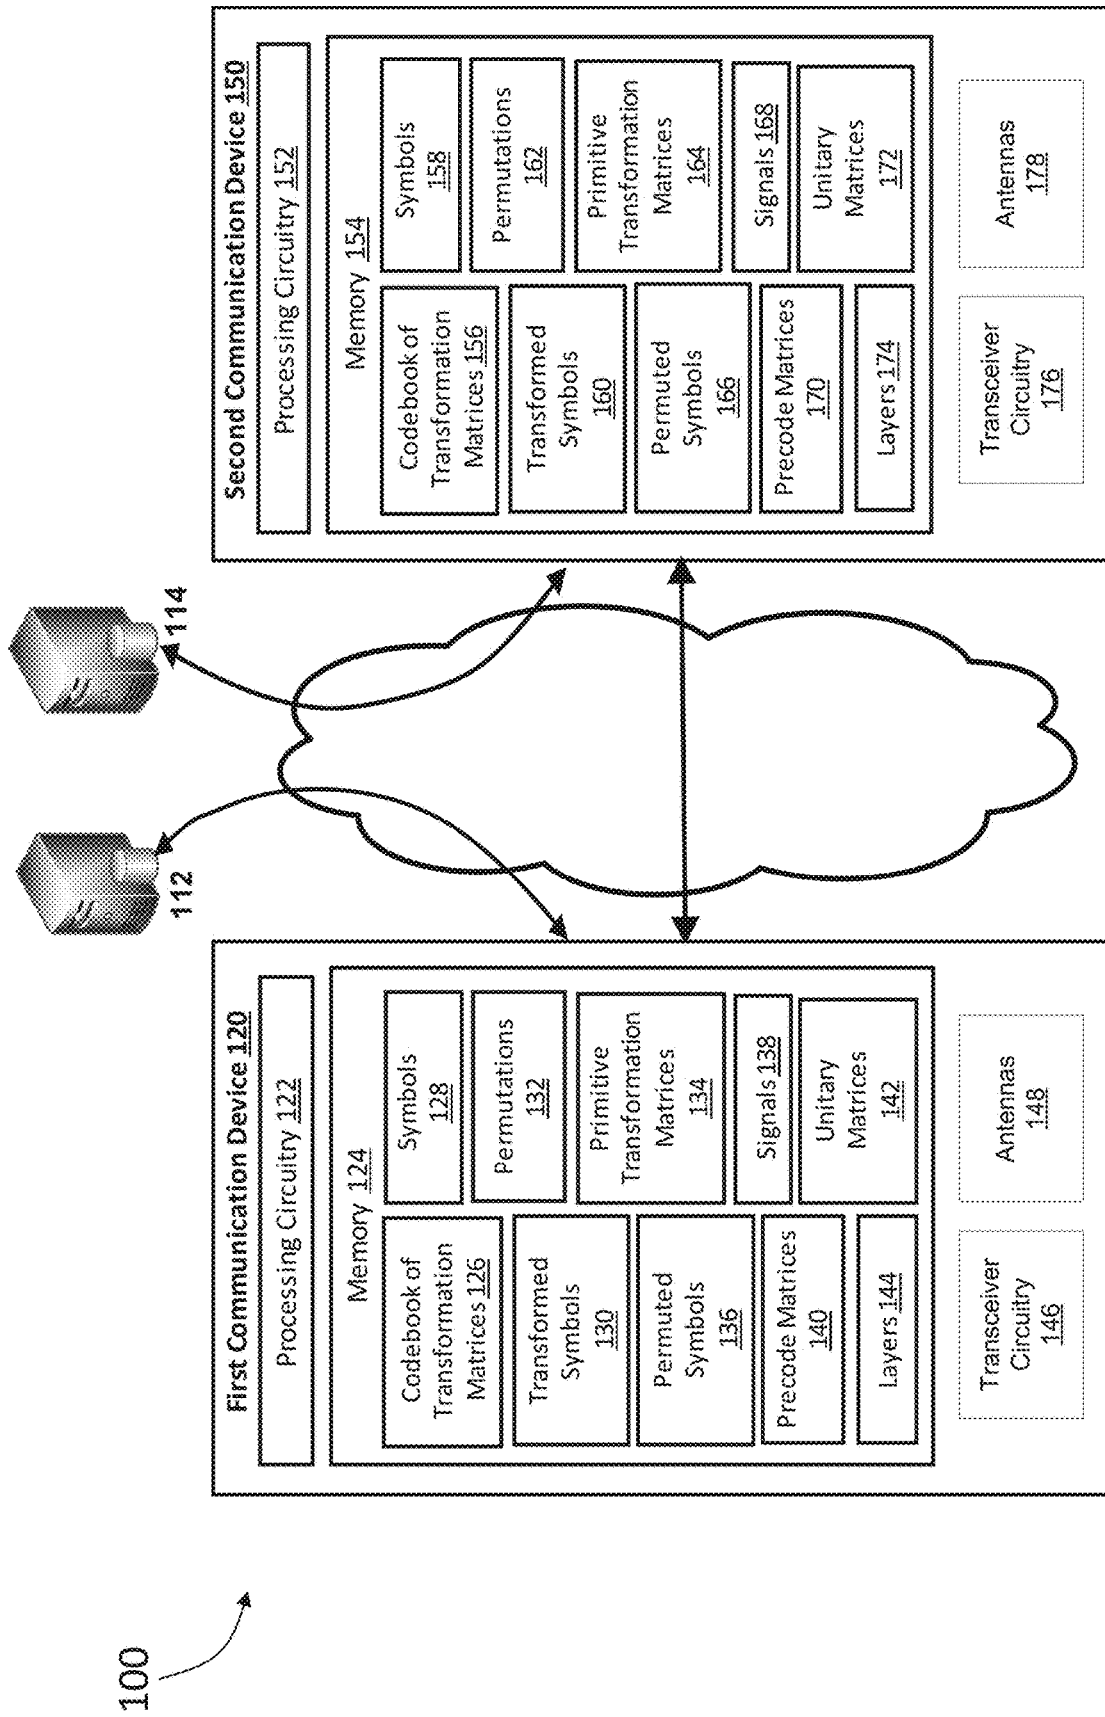 100
112
114
First Communication Device 120
Processing Circuitry 122
Memory 124
Codebook of
Transformation
Matrices 126
Symbols
128
Transformed
Symbols
130
Permutations
132
Permuted
Symbols
136
Primitive
Transformation
Matrices
134
Precode Matrices
140
Signals 138
Layers 144
Unitary
Matrices
142
Transceiver
Circuitry
146
Antennas
148
Second Communication Device 150
Processing Circuitry 152
Memory 154
Codebook of
Transformation
Matrices 156
Symbols
158
Transformed
Symbols
160
Permutations
162
Permuted
Symbols
166
Primitive
Transformation
Matrices
164
Precode Matrices
170
Signals 168
Layers 174
Unitary
Matrices
172
Transceiver
Circuitry
176
Antennas
178